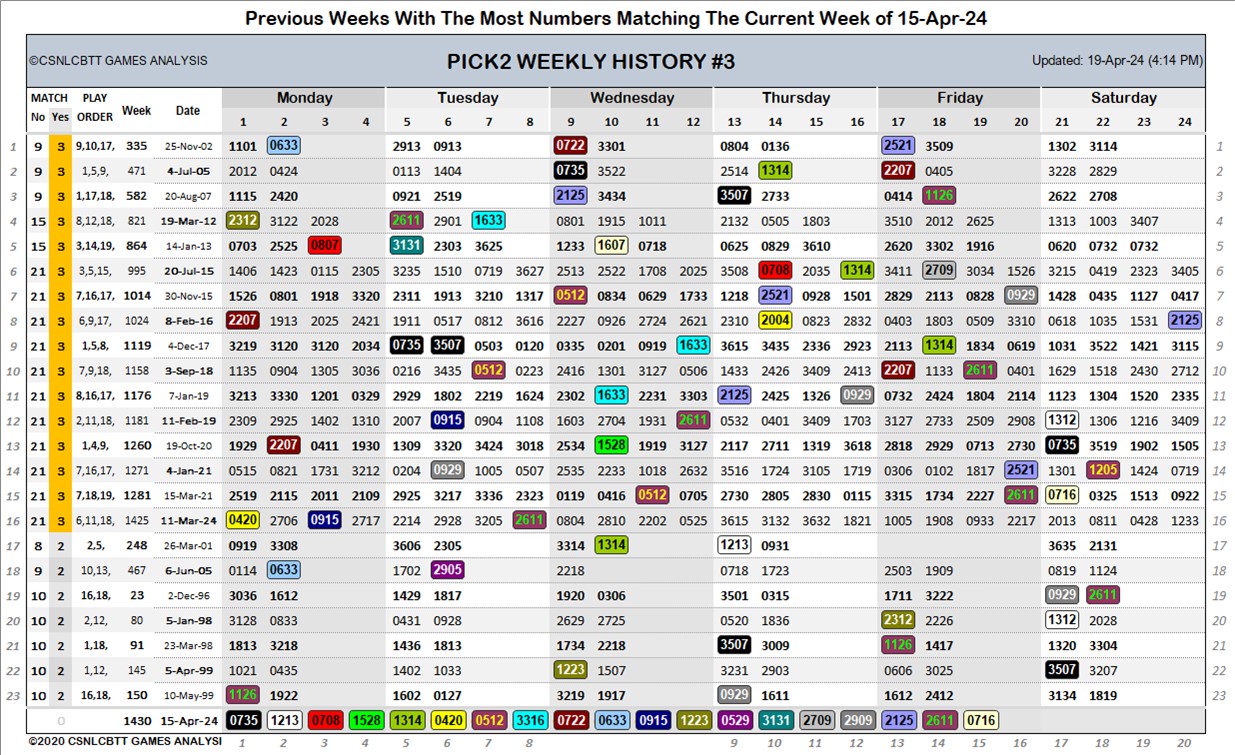 Previous Weeks With The Most Numbers Matching The Current Week of 15-Apr-24
©CSNLCBTT GAMES ANALYSIS PICK2 WEEKLY HISTORY #3 Updated: 19-Apr-24 (4:14 PM)
MATCH PLAY Week Date Monday Tuesday Wednesday Thursday Friday Saturday
No Yes ORDER 1 2 3 4 5 6 7 8 9 10 11 12 13 14 15 16 17 18 19 20 21 22 23 24
1 9 3 9,10,17, 335 25-Nov-02 1101 0633 2913 0913 0722 3301 0804 0136 2521 3509 1302 3114 1
2 9 3 1,5,9, 471 4-Jul-05 2012 0424 0113 1404 0735 3522 2514 1314 2207 0405 3228 2829 2
3 9 3 1,17,18, 582 20-Aug-07 1115 2420 0921 2519 2125 3434 3507 2733 0414 1126 2622 2708 3
4 15 3 8,12,18, 821 19-Mar-12 2312 3122 2028 2611 2901 1633 0801 1915 1011 2132 0505 1803 3510 2012 2625 1313 2103 3407 4
5 15 3 3,14,19, 864 14-Jan-13 0703 2525 0807 3131 2303 3625 1233 1607 0718 0625 0829 3610 2620 3302 1916 0620 0732 0732 5
6 21 3 3,5,15, 995 20-Jul-15 1406 1423 0115 2305 3235 1510 0719 3627 2513 2522 1708 2025 3508 0708 2035 1314 3411 2709 3034 1526 3215 0419 2323 3405 6
7 21 3 7,16,17, 1014 30-Nov-15 1526 0801 1918 3320 2311 1913 3210 1317 0512 0834 0629 1733 1218 2521 0928 1501 2829 2113 0828 0929 1428 0435 1127 0417 7
8 21 3 6,9,17, 1024 8-Feb-16 2207 1913 2025 2421 1911 0517 0812 3616 2227 0926 2724 2621 2310 2004 0823 2832 0403 1803 0509 3310 0618 1035 1531 2125 8
9 21 3 1,5,8, 1119 4-Dec-17 3219 3120 3120 2034 0735 3507 0503 0120 0335 0201 0919 1633 3615 3435 2336 2923 2113 1314 1834 0619 1031 3522 1421 3115 9
10 21 3 7,9,18, 1158 3-Sep-18 1135 0904 1305 3036 0216 3435 0512 0223 2416 1301 3127 0506 1433 2426 3409 2413 2207 1133 2611 0401 1629 1518 2430 2712 10
11 21 3 8,16,17, 1176 7-Jan-19 3213 3330 1201 0329 2929 1802 2219 1624 2302 1633 2231 3303 2125 2425 1326 0929 0732 2424 1804 2114 1123 1304 1520 2335 11
12 21 3 2,11,18, 1181 11-Feb-19 2309 2925 1402 1310 2007 0915 0904 1108 1603 2704 1931 2611 0532 0401 3409 1703 3127 2733 2509 2908 1312 1306 1216 3409 12
13 21 3 1,4,9, 1260 19-Oct-20 1929 2207 0411 0633 1309 3320 3424 3018 2534 1528 1919 3127 2117 2711 1319 3618 2818 2929 0713 2730 0735 3519 1902 1505 13
14 21 3 7,16,17, 1271 4-Jan-21 0515 0821 1731 3212 0204 0929 1005 0507 2535 2233 1018 2632 3516 1724 3105 1719 0306 0102 1817 2521 1301 1205 1424 0719 14
15 21 3 7,18,19, 1281 15-Mar-21 2519 2115 2011 2109 2925 3217 3336 2323 0119 0416 0512 0705 2730 2805 2830 0115 3315 1734 2227 2611 0716 0325 1513 0922 15
16 21 3 6,11,18, 1425 11-Mar-24 0420 2706 0915 2717 2214 2928 3205 2611 0804 2810 2202 0525 3615 3132 3632 1821 1005 1908 0933 2217 2013 0811 0428 1233 16
17 8 2 2,5, 248 26-Mar-01 0919 3308 3606 2305 3314 1314 1213 0931 3635 2131 17
18 9 2 10,13, 467 6-Jun-05 0114 0633 1702 2905 2218 0718 1723 2503 1909 0819 1124 18
19 10 2 16,18, 23 2-Dec-96 3036 1612 1429 1817 1920 0306 3501 0315 1711 3222 0929 2611 19
20 10 2 2,12, 80 5-Jan-98 3128 0833 0431 0928 2629 2725 0520 1836 2312 2226 1312 2028 20
21 10 2 1,18, 91 23-Mar-98 1813 3218 1436 1813 1734 2218 3507 3009 1126 1417 1320 3304 21
22 10 2 1,12, 145 5-Apr-99 1021 0435 1402 1033 1223 1507 3231 2903 0606 3025 3507 3207 22
23 10 2 16,18, 150 10-May-99 1126 1922 1602 0127 3219 1917 0929 1611 1612 2412 3134 1819 23
0 1430 15-Apr-24 0735 1213 0708 1528 1314 0420 0512 3316 0722 0633 0915 1223 0529 3131 2709 2909 2125 2611 0716
©2020 CSNLCBTT GAMES ANALYSI 1 2 3 4 5 6 7 8 9 10 11 12 17 18 19 20